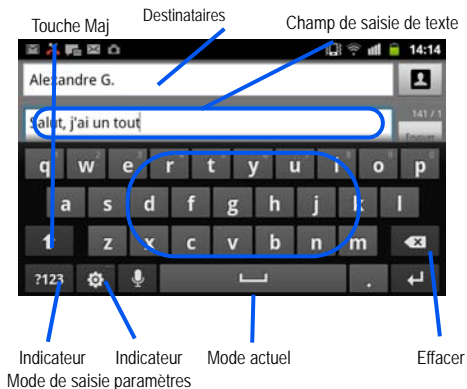 Touche Maj
Destinataires
Champ de saisie de texte
14:14
Alexandre G.
Salut, j'ai un tout
141 / 1
Envoyer
q w e r t y u i o p
a s d f g h j k l
z x c v b n m
?123 .
Indicateur Indicateur Mode actuel Effacer
Mode de saisie paramètres